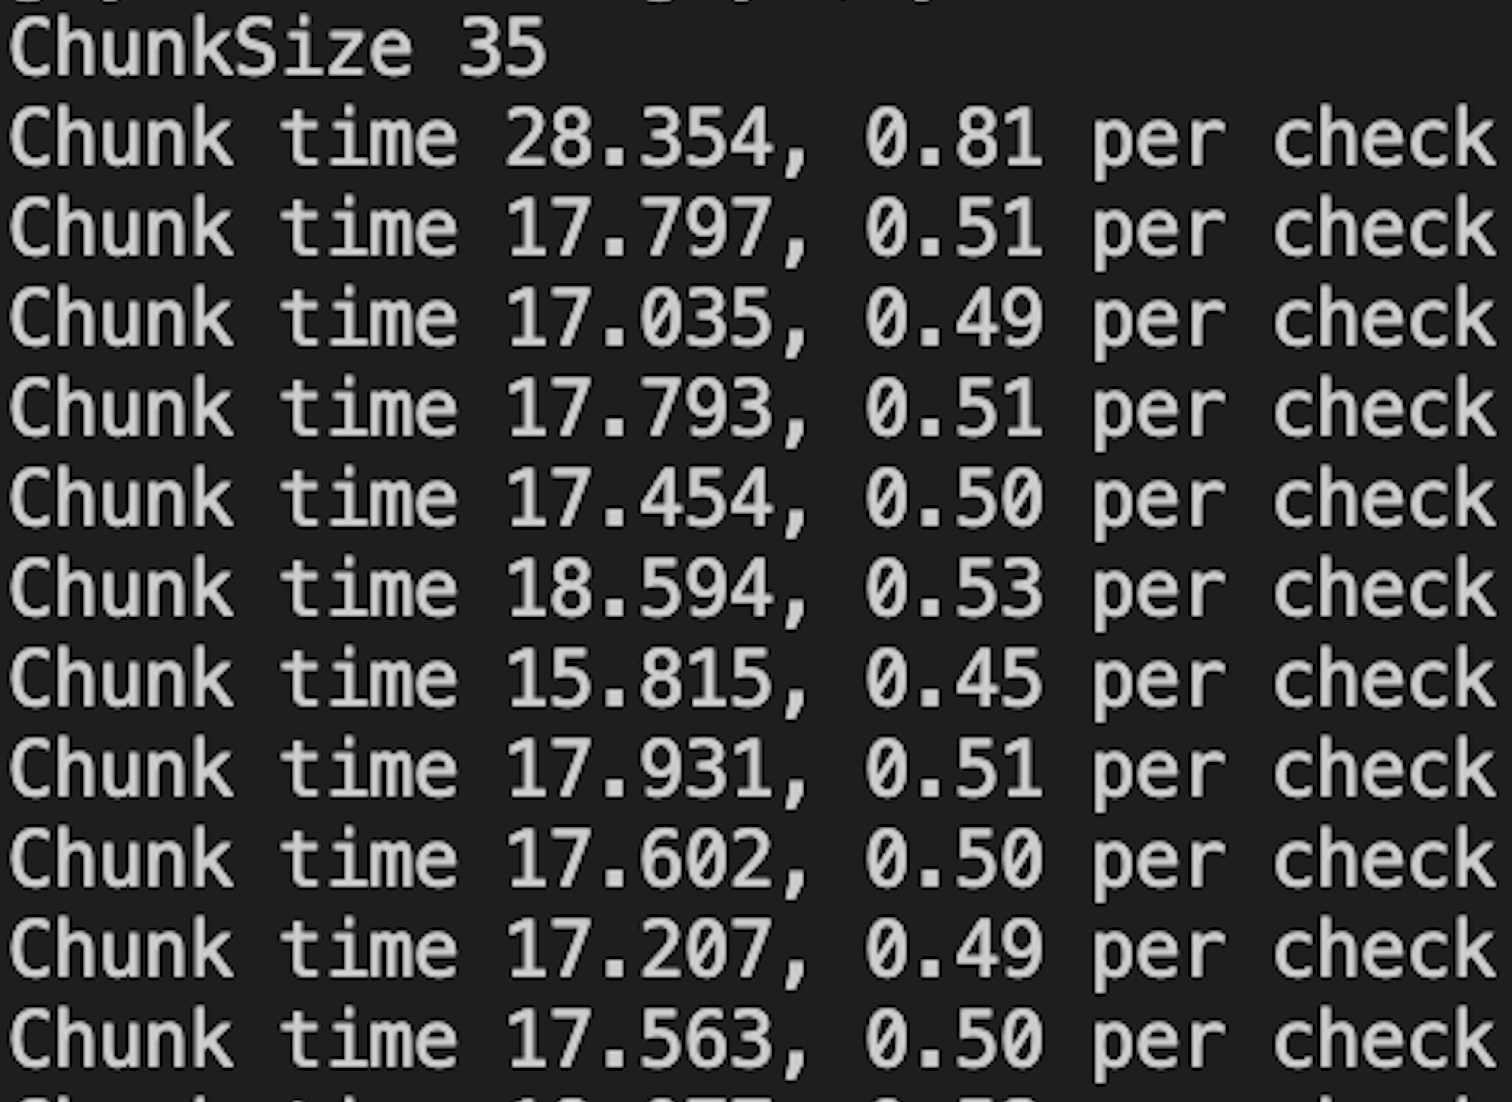 ChunkSize 35
Chunk time 28.354, 0.81 per check
Chunk time 17.797, 0.51 per check
Chunk time 17.035, 0.49 per check
Chunk time 17.793, 0.51 per check
Chunk time 17.454, 0.50 per check
Chunk time 18.594, 0.53 per check
Chunk time 15.815, 0.45 per check
Chunk time 17.931, 0.51 per check
Chunk time 17.602, 0.50 per check
Chunk time 17.207, 0.49 per check
Chunk time 17.563, 0.50 per check